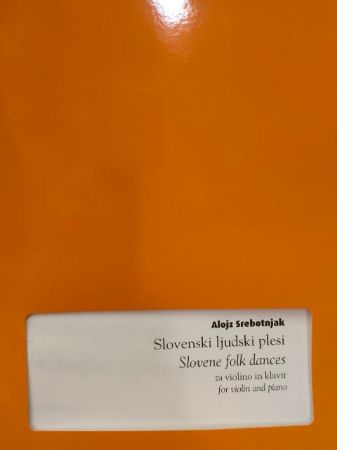 Alojz Srebotnjak
Slovenski ljudski plesi
Slovene folk dances
za violino in klavir
for violin and piano